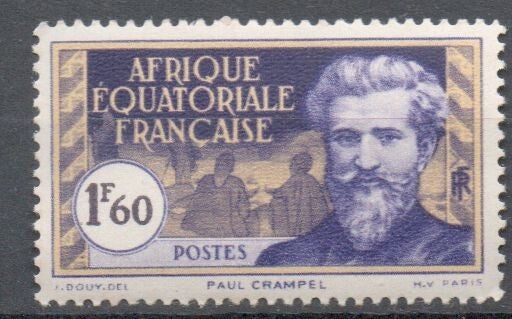 AFRIQUE
ÉQUATORIALE
FRANÇAISE
RF
1F60
POSTES
J.DOUY.DEL
PAUL CRAMPEL
H.V PARIS